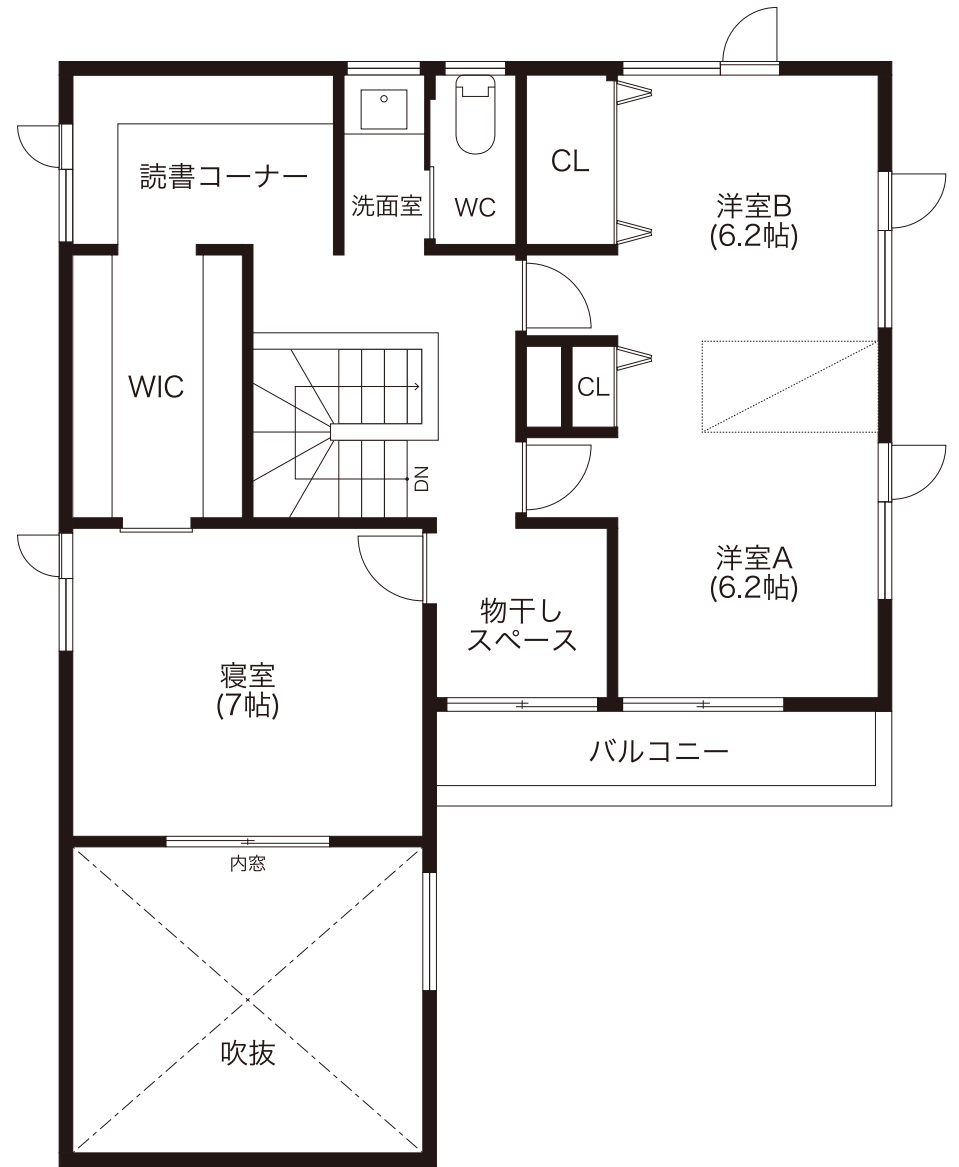 読書コーナー
洗面室
WC
CL
洋室B
(6.2帖)
WIC
CL
DN
洋室A
(6.2帖)
物干し
スペース
寝室
(7帖)
バルコニー
内窓
吹抜